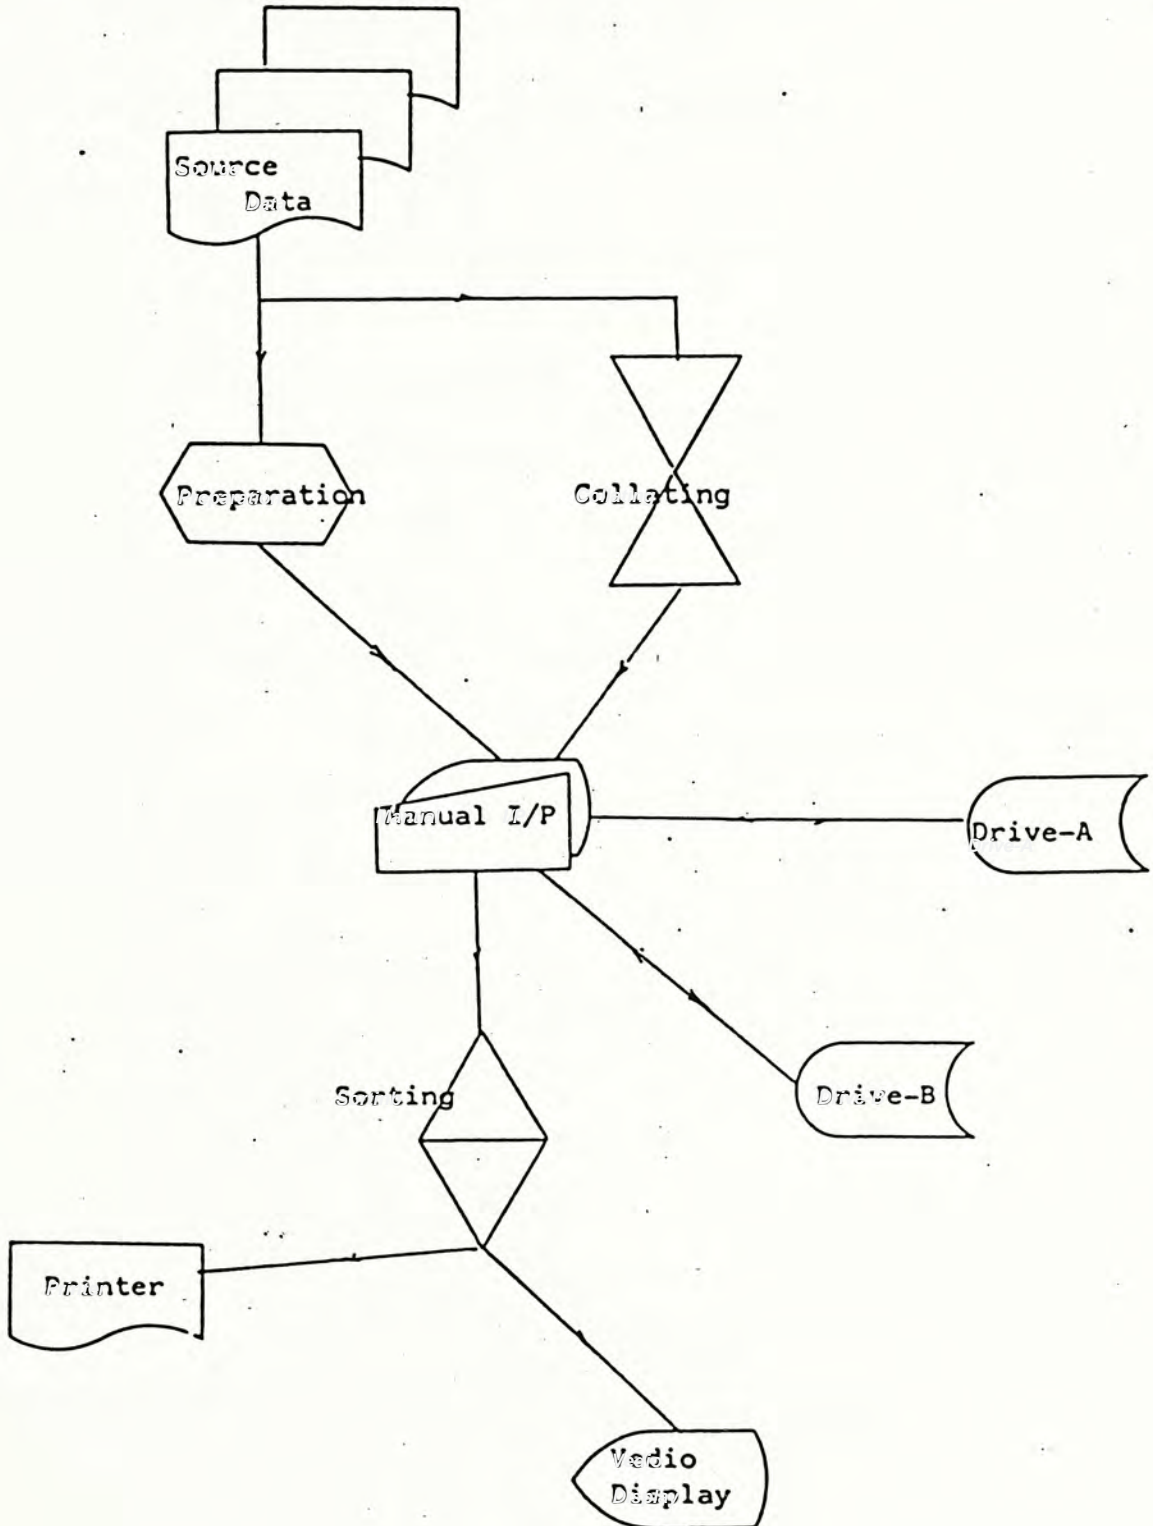 Source
Data
Preparation
Collating
Manual I/P
Drive-A
Drive-B
Sorting
Printer
Vedio
Display